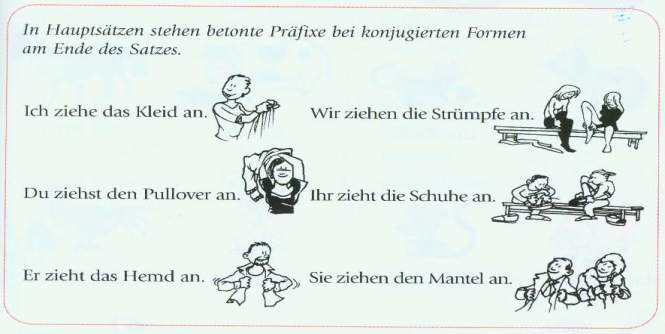 In Hauptsätzen stehen betonte Präfixe bei konjugierten Formen
am Ende des Satzes.
Ich ziehe das Kleid an.
Wir ziehen die Strümpfe an.
Du ziehst den Pullover an.
Ihr zieht die Schuhe an.
Er zieht das Hemd an.
Sie ziehen den Mantel an.